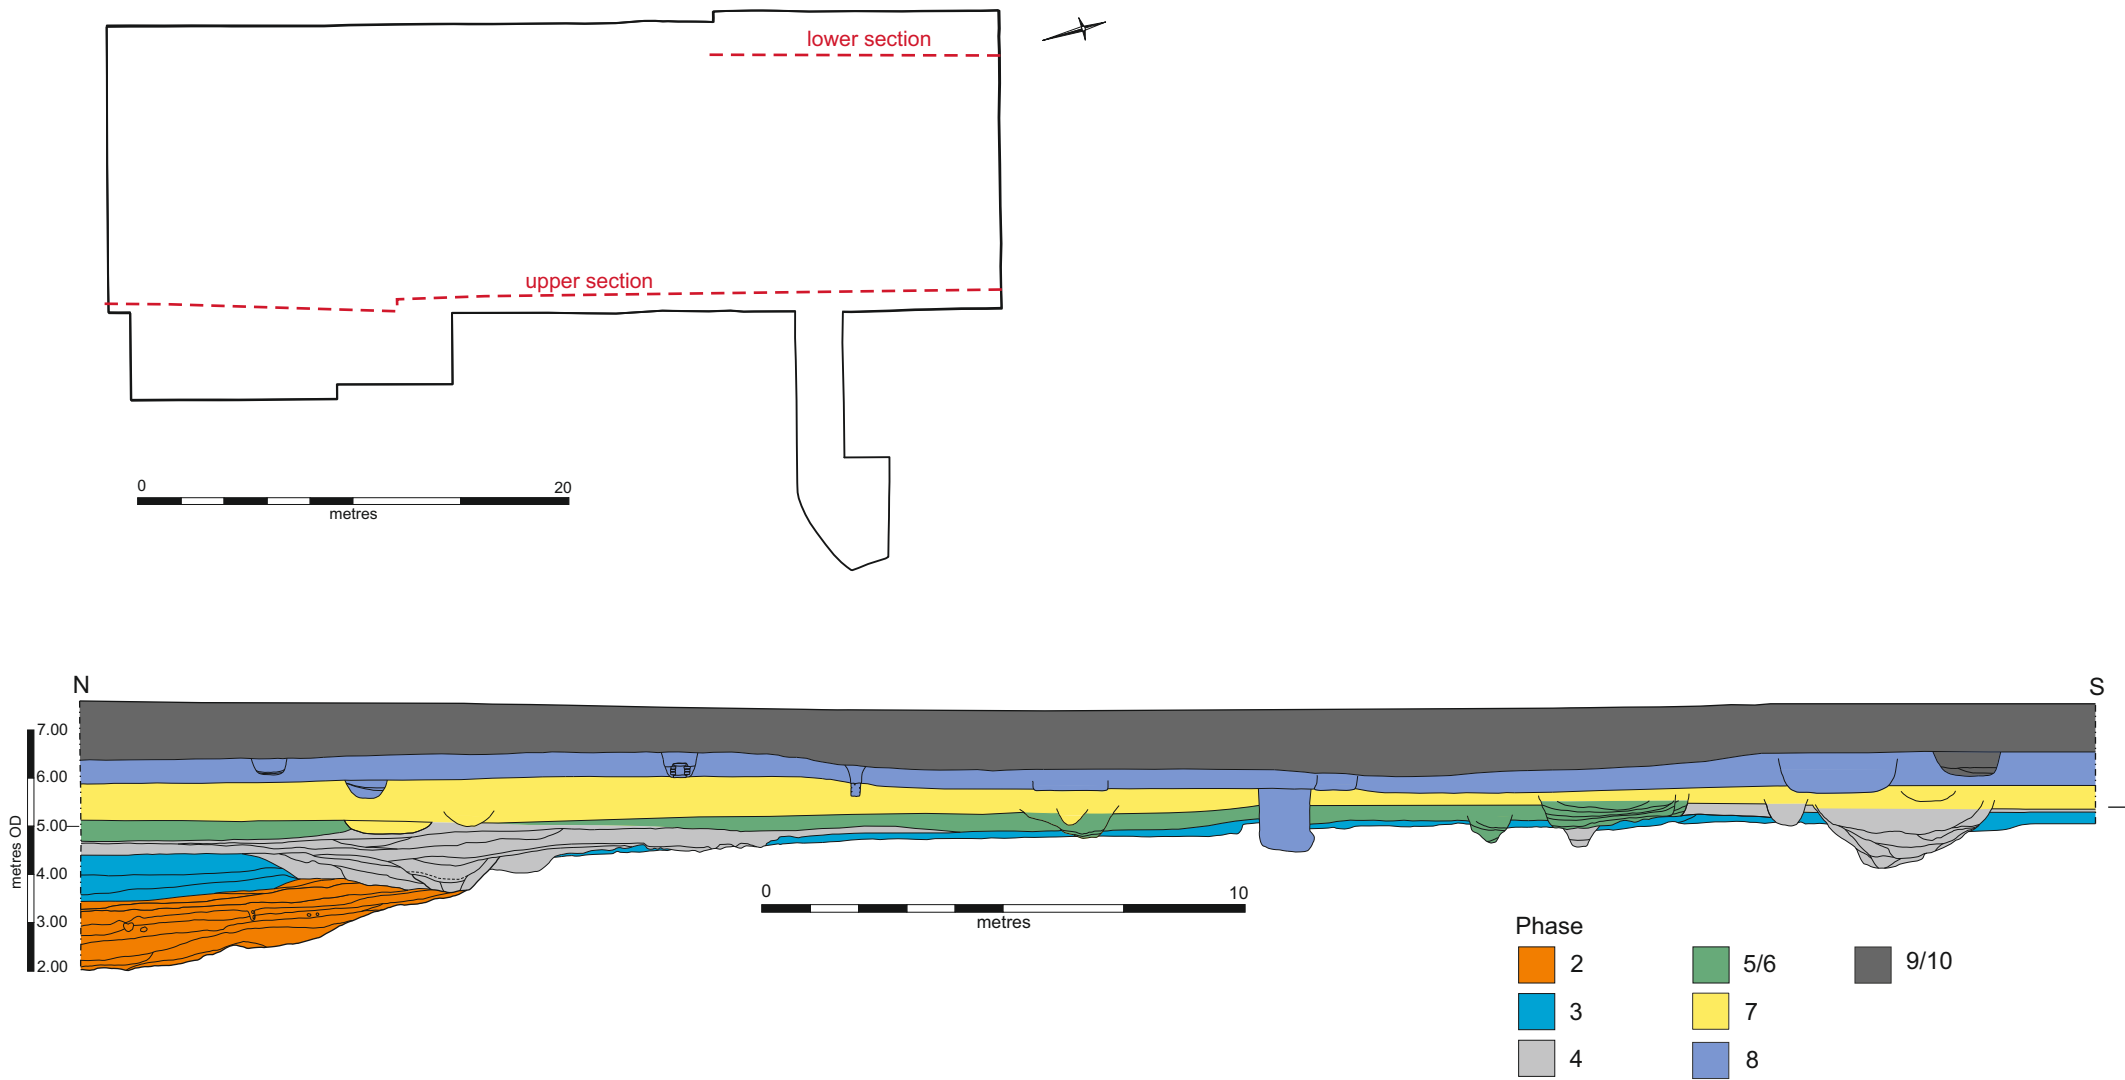 lower section
upper section
0 20
metres
N S
7.00
6.00
5.00
4.00
3.00
2.00
metres OD
0 10
metres
Phase
2 5/6 9/10
3 7
4 8